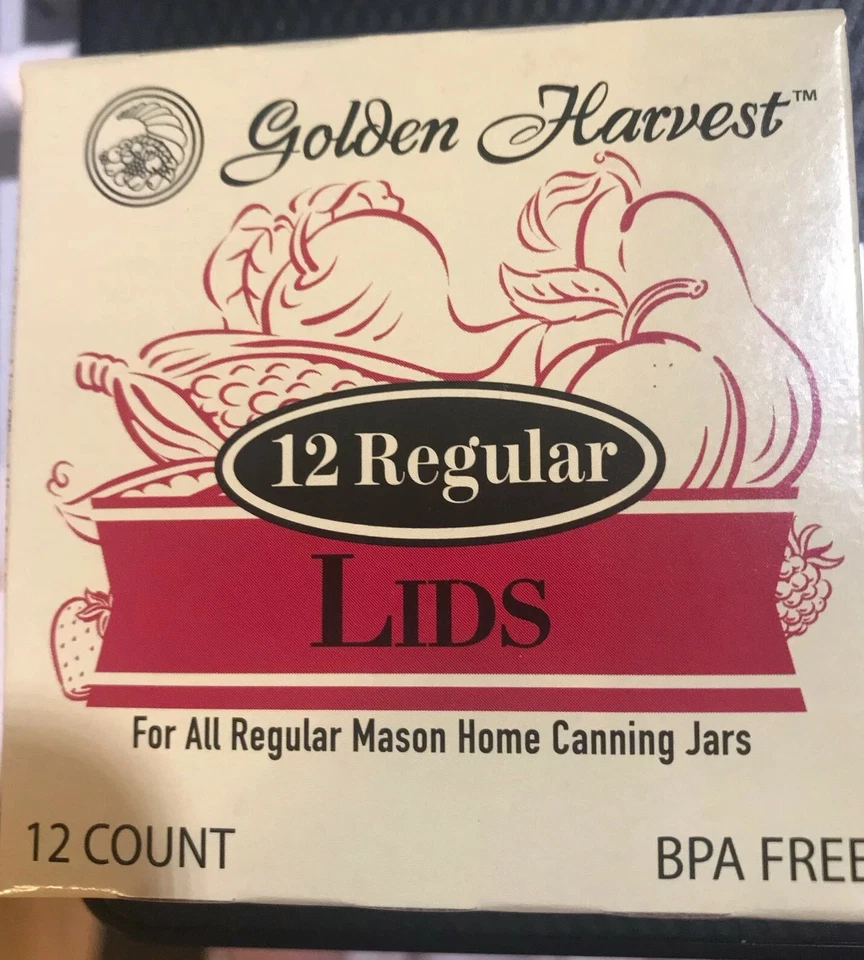 Golden Harvest™
12 Regular
LIDS
For All Regular Mason Home Canning Jars
12 COUNT
BPA FREE